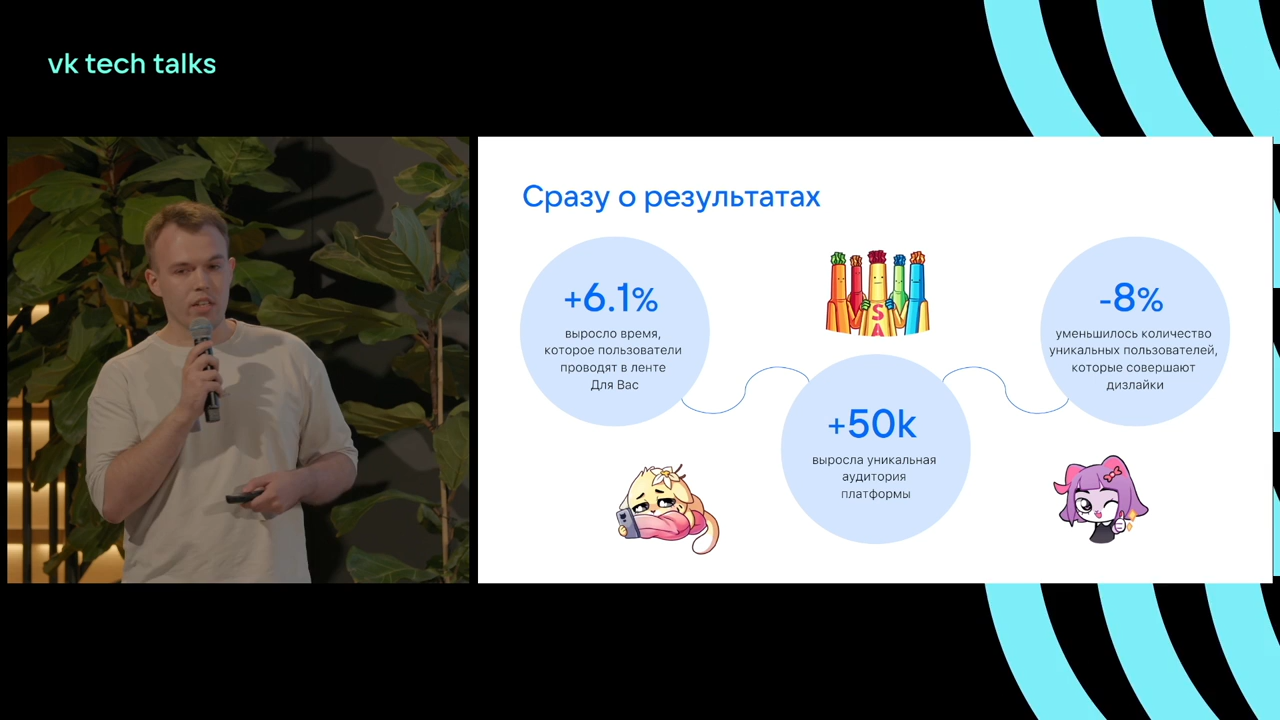 vk tech talks
Сразу о результатах
+6.1%
выросло время,
которое пользователи
проводят в ленте
Для Вас
+50k
выросла уникальная
аудитория
платформы
-8%
уменьшилось количество
уникальных пользователей,
которые совершают
дизлайки
SA